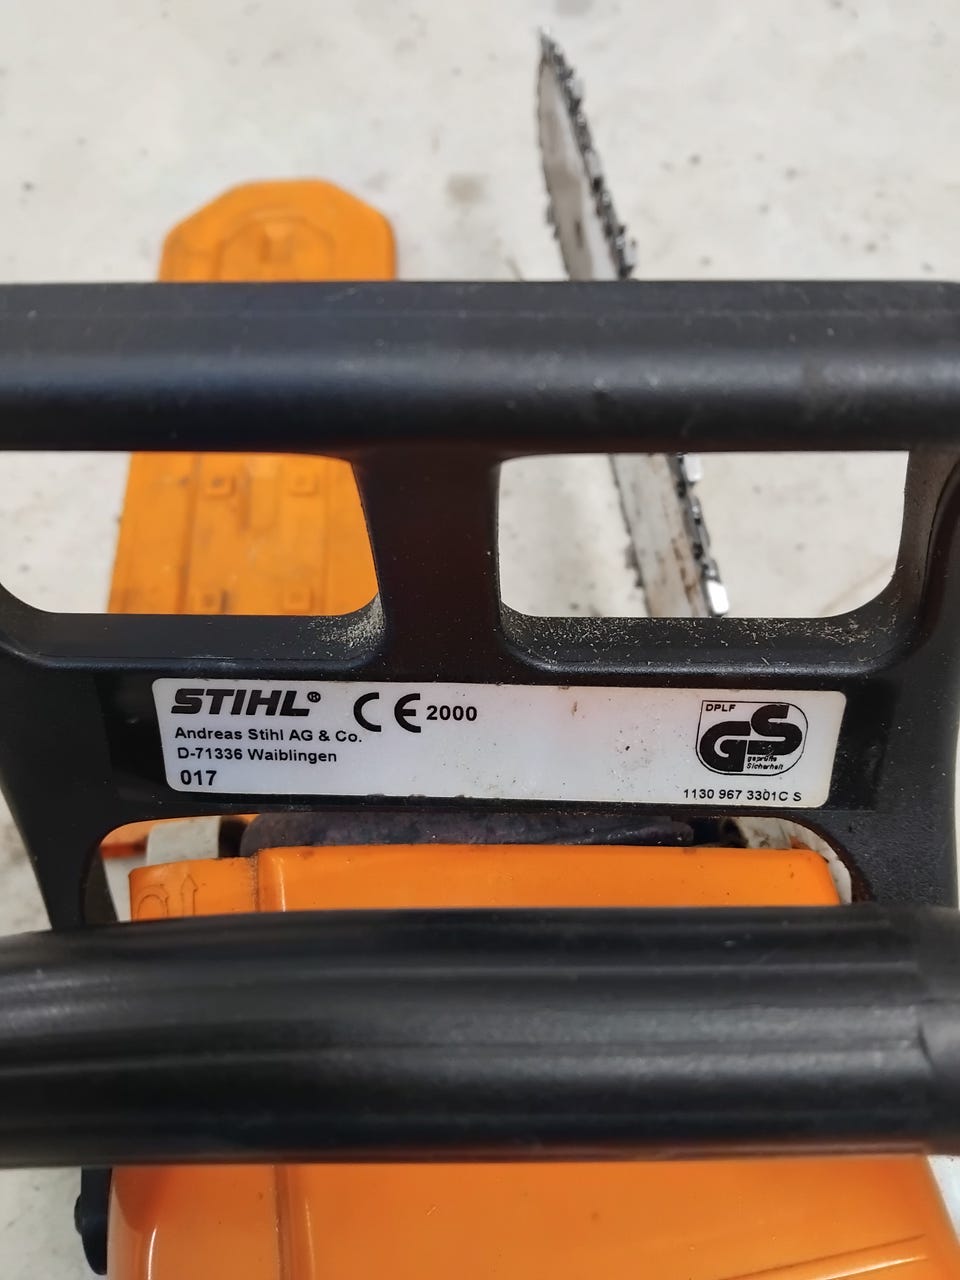 STIHL® CE 2000
Andreas Stihl AG & Co.
D-71336 Waiblingen
017
DPLF
GS
geprüfte
Sicherheit
1130 967 3301C S